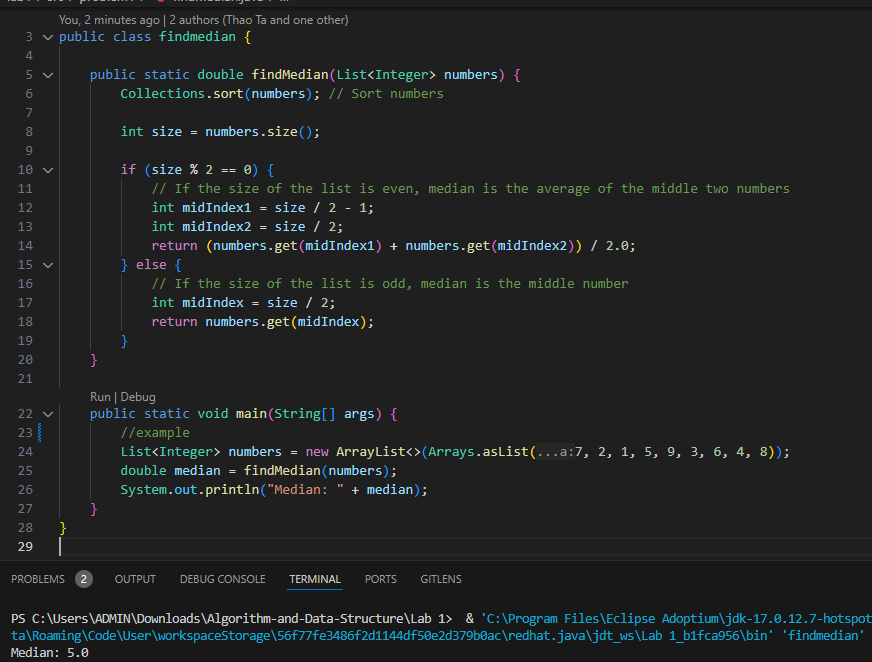 You, 2 minutes ago | 2 authors (Thao Ta and one other)
3 public class findmedian {
4
5     public static double findMedian(List<Integer> numbers) {
6         Collections.sort(numbers); // Sort numbers
7
8         int size = numbers.size();
9
10         if (size % 2 == 0) {
11             // If the size of the list is even, median is the average of the middle two numbers
12             int midIndex1 = size / 2 - 1;
13             int midIndex2 = size / 2;
14             return (numbers.get(midIndex1) + numbers.get(midIndex2)) / 2.0;
15         } else {
16             // If the size of the list is odd, median is the middle number
17             int midIndex = size / 2;
18             return numbers.get(midIndex);
19         }
20     }
21
Run | Debug
22     public static void main(String[] args) {
23         //example
24         List<Integer> numbers = new ArrayList<>(Arrays.asList(...a:7, 2, 1, 5, 9, 3, 6, 4, 8));
25         double median = findMedian(numbers);
26         System.out.println("Median: " + median);
27     }
28 }
29
PROBLEMS 2 OUTPUT DEBUG CONSOLE TERMINAL PORTS GITLENS
PS C:\Users\ADMIN\Downloads\Algorithm-and-Data-Structure\Lab 1>  & 'C:\Program Files\Eclipse Adoptium\jdk-17.0.12.7-hotspot
ta\Roaming\Code\User\workspaceStorage\56f77fe3486f2d1144df50e2d379b0ac\redhat.java\jdt_ws\Lab 1_b1fca956\bin' 'findmedian'
Median: 5.0